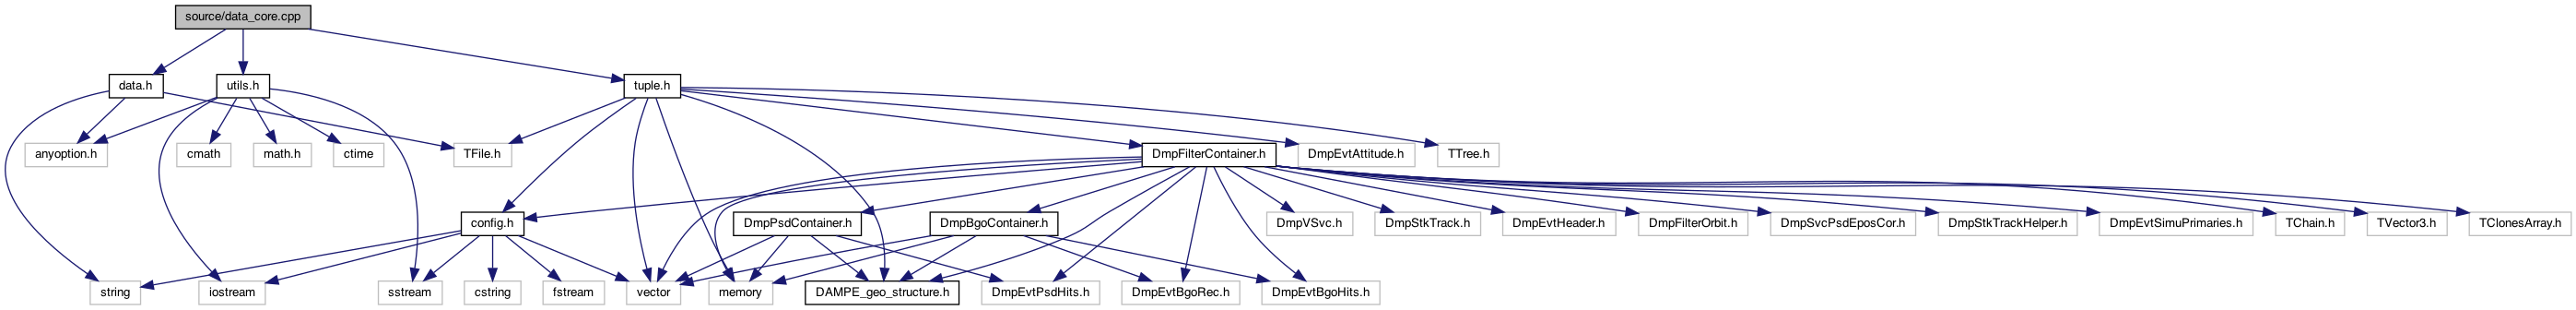 source/data_core.cpp
data.h
utils.h
tuple.h
anyoption.h
cmath
math.h
ctime
TFile.h
DmpFilterContainer.h
DmpEvtAttitude.h
TTree.h
config.h
DmpPsdContainer.h
DmpBgoContainer.h
DmpVSvc.h
DmpStkTrack.h
DmpEvtHeader.h
DmpFilterOrbit.h
DmpSvcPsdEposCor.h
DmpStkTrackHelper.h
DmpEvtSimuPrimaries.h
TChain.h
TVector3.h
TClonesArray.h
string
iostream
sstream
cstring
fstream
vector
memory
DAMPE_geo_structure.h
DmpEvtPsdHits.h
DmpEvtBgoRec.h
DmpEvtBgoHits.h